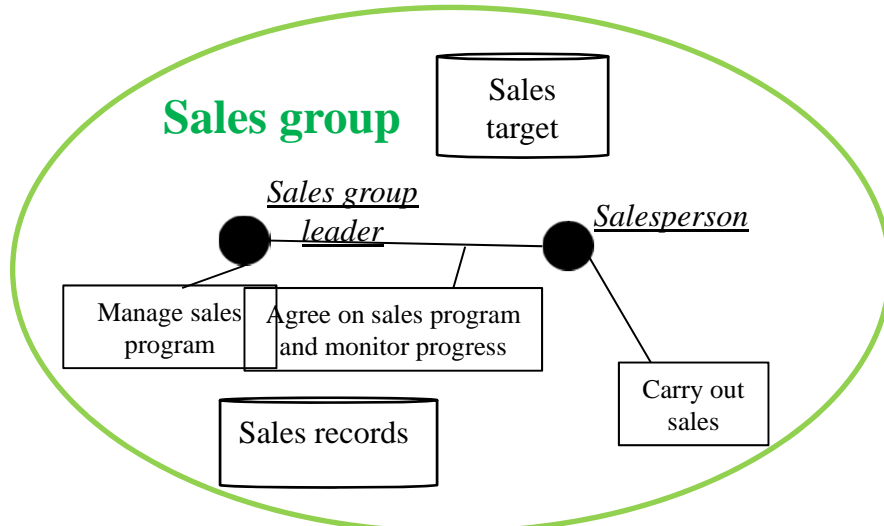 Sales
target
Sales group
Sales group
leader
Salesperson
Manage sales
program
Agree on sales program
and monitor progress
Carry out
sales
Sales records